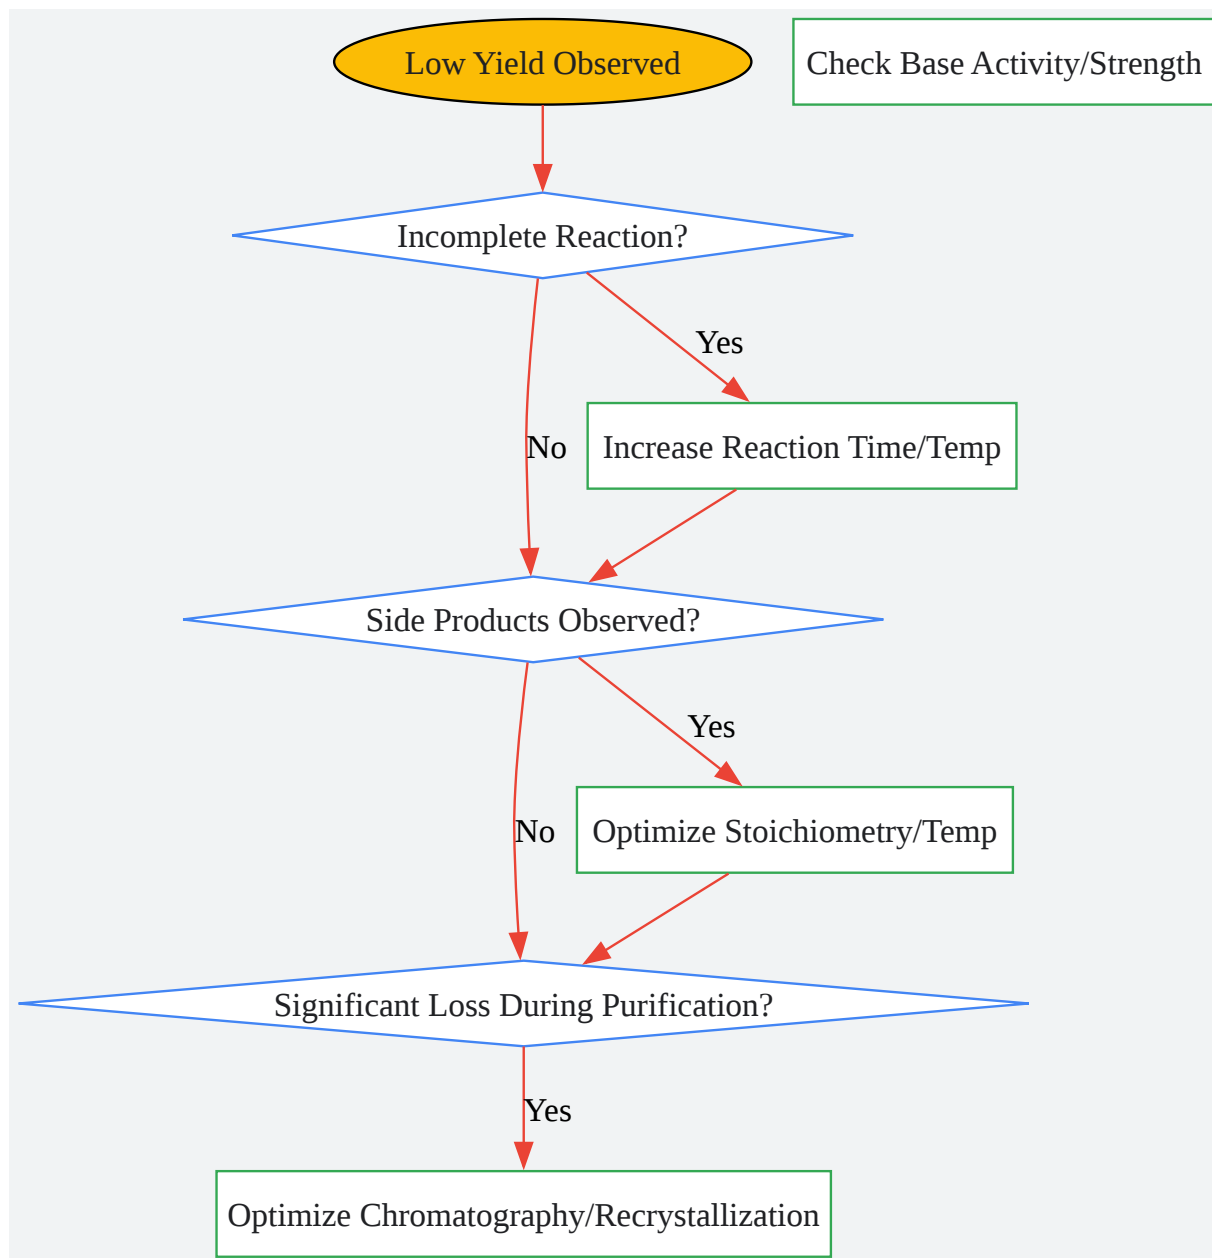 Low Yield Observed
Check Base Activity/Strength
Incomplete Reaction?
Yes
No
Increase Reaction Time/Temp
Side Products Observed?
Yes
No
Optimize Stoichiometry/Temp
Significant Loss During Purification?
Yes
Optimize Chromatography/Recrystallization